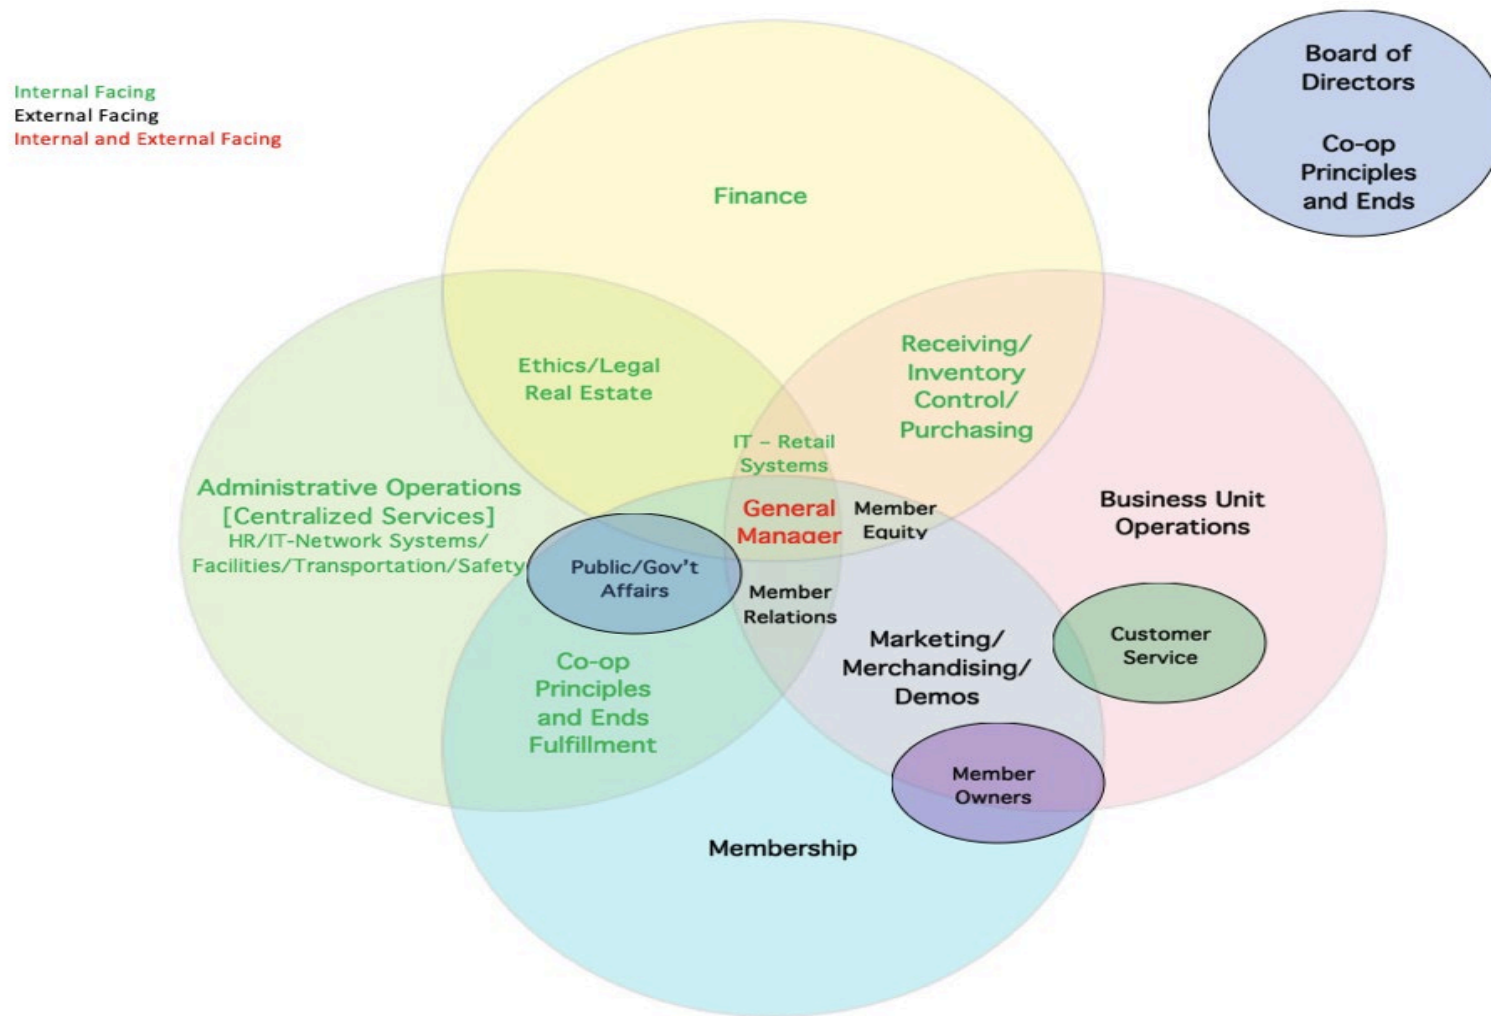 Internal Facing
External Facing
Internal and External Facing
Board of
Directors
Co-op
Principles
and Ends
Finance
Ethics/Legal
Real Estate
Receiving/
Inventory
Control/
Purchasing
IT – Retail
Systems
Administrative Operations
[Centralized Services]
HR/IT-Network Systems/
Facilities/Transportation/Safety
General
Manager
Member
Equity
Business Unit
Operations
Public/Gov't
Affairs
Member
Relations
Customer
Service
Marketing/
Merchandising/
Demos
Co-op
Principles
and Ends
Fulfillment
Member
Owners
Membership